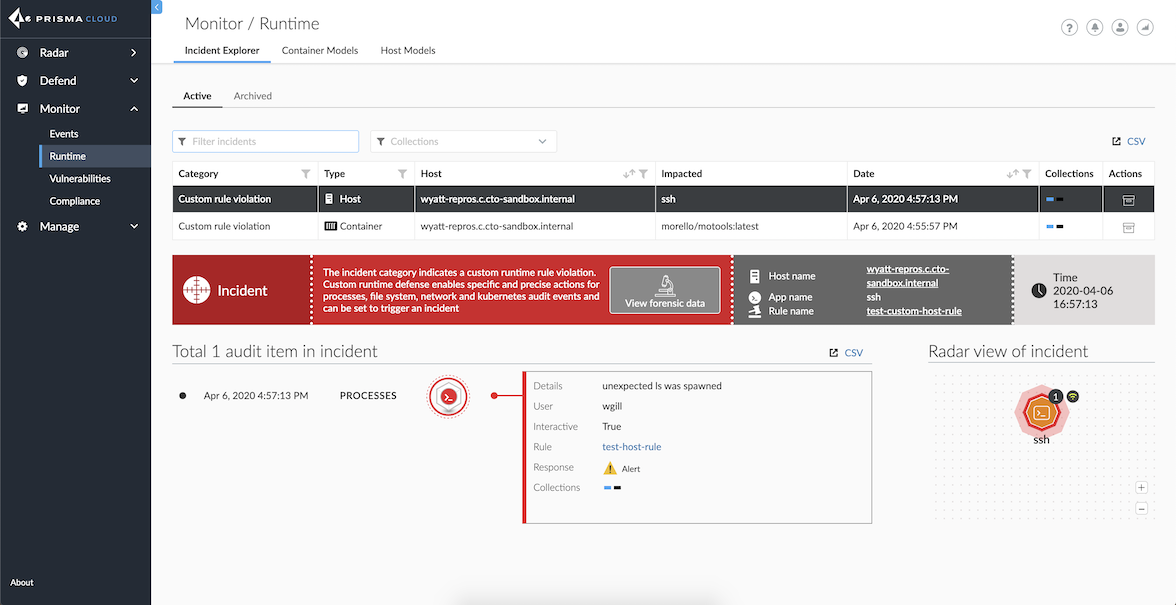 PRISMA CLOUD
Radar
Defend
Monitor
Events
Runtime
Vulnerabilities
Compliance
Manage
About
Monitor / Runtime
Incident Explorer Container Models Host Models
Active Archived
Filter incidents Collections CSV
Category Type Host Impacted Date Collections Actions
Custom rule violation Host wyatt-repros.c.cto-sandbox.internal ssh Apr 6, 2020 4:57:13 PM
Custom rule violation Container wyatt-repros.c.cto-sandbox.internal morello/motools:latest Apr 6, 2020 4:55:57 PM
Incident
The incident category indicates a custom runtime rule violation.
Custom runtime defense enables specific and precise actions for
processes, file system, network and kubernetes audit events and
can be set to trigger an incident
View forensic data
Host name wyatt-repros.c.cto-
sandbox.internal
App name ssh
Rule name test-custom-host-rule
Time
2020-04-06
16:57:13
Total 1 audit item in incident CSV
Apr 6, 2020 4:57:13 PM PROCESSES
Details unexpected ls was spawned
User wgill
Interactive True
Rule test-host-rule
Response Alert
Collections
Radar view of incident
1
ssh